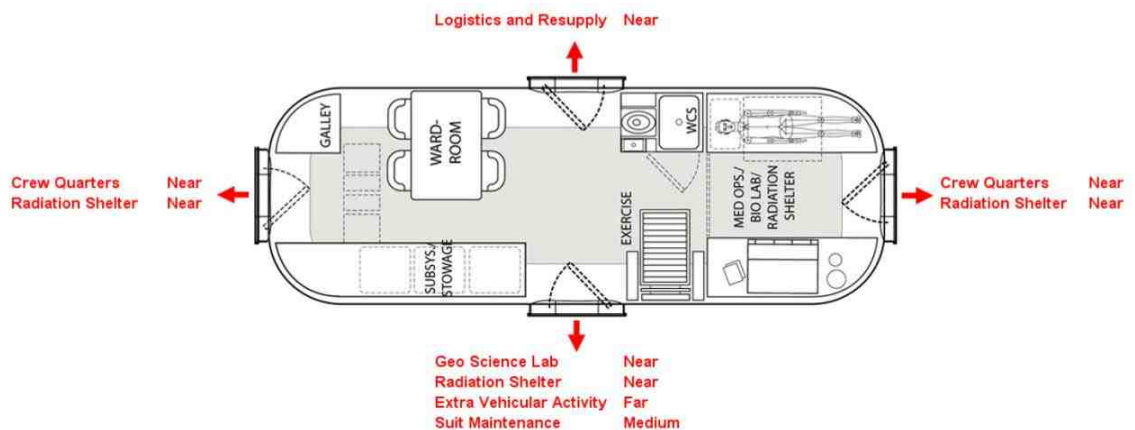 Logistics and Resupply Near
GALLEY
WARD-
ROOM
WCS
Crew Quarters Near
Radiation Shelter Near
MED OPS./
BIO LAB/
RADIATION
SHELTER
Crew Quarters Near
Radiation Shelter Near
EXERCISE
SUBSYS./
STOWAGE
Geo Science Lab Near
Radiation Shelter Near
Extra Vehicular Activity Far
Suit Maintenance Medium